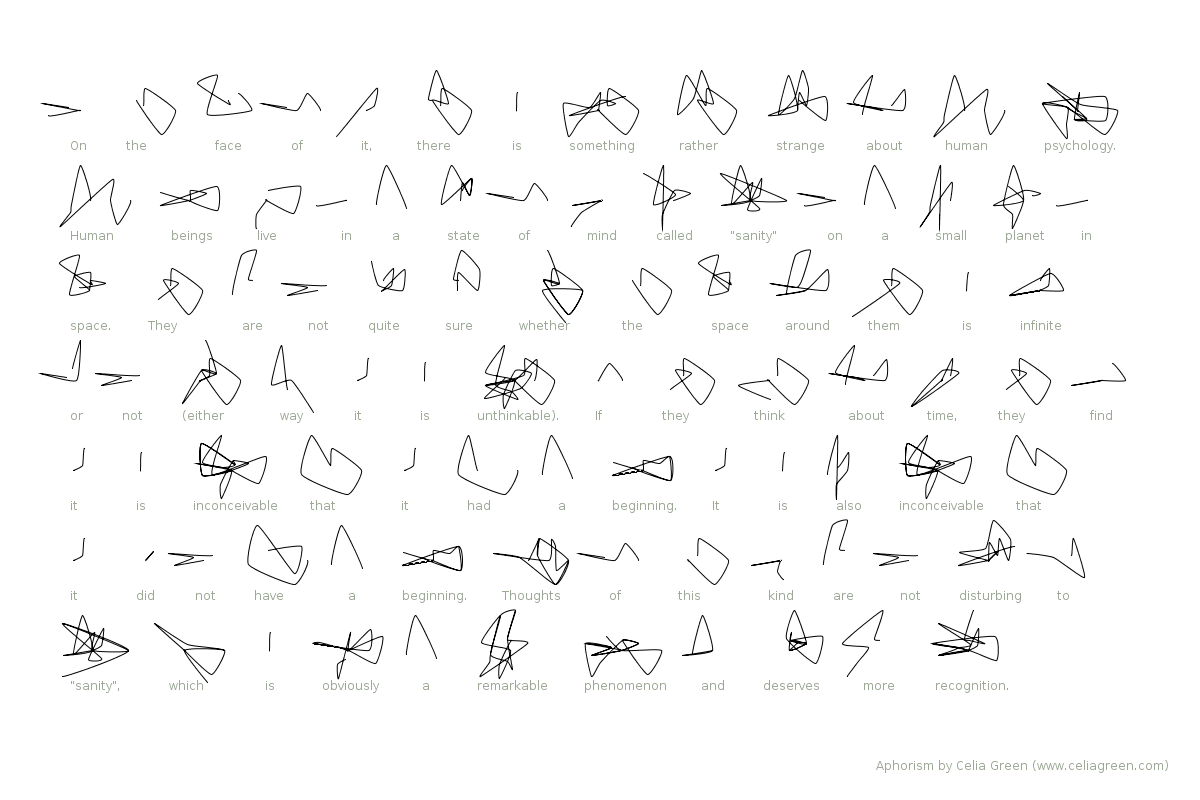 On the face of it, there is something rather strange about human psychology.
Human beings live in a state of mind called "sanity" on a small planet in
space. They are not quite sure whether the space around them is infinite
or not (either way it is unthinkable). If they think about time, they find
it is inconceivable that it had a beginning. It is also inconceivable that
it did not have a beginning. Thoughts of this kind are not disturbing to
"sanity", which is obviously a remarkable phenomenon and deserves more recognition.
Aphorism by Celia Green (www.celiagreen.com)